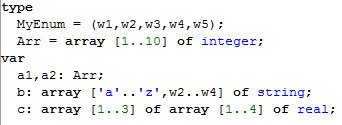 type
MyEnum = (w1,w2,w3,w4,w5);
Arr = array [1..10] of integer;
var
a1,a2: Arr;
b: array ['a'..'z',w2..w4] of string;
c: array [1..3] of array [1..4] of real;